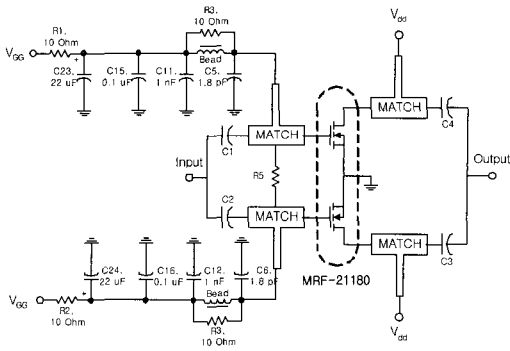 R3.
10 Ohm
V_dd
R1.
10 Ohm
V_GG
+
Bead
C23.
22 uF
C15.
0.1 uF
C11.
1 nF
C5.
1.8 pF
MATCH
C4
C1
MATCH
Input
R5
Output
C2
MATCH
MATCH
C3
MRF-21180
C24.
22 uF
C16.
0.1 uF
C12.
1 nF
C6.
1.8 pF
Bead
V_GG
+
R2.
10 Ohm
R3.
10 Ohm
V_dd